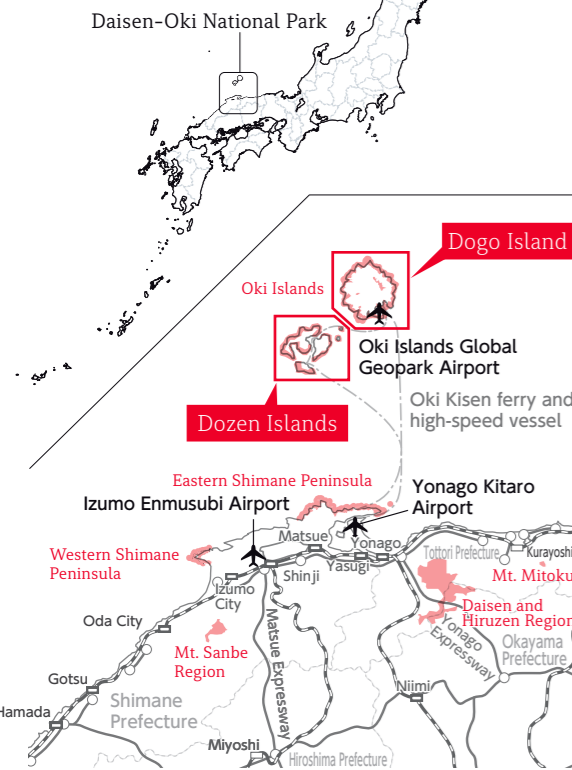 Daisen-Oki National Park
Dogo Island
Oki Islands
Oki Islands Global
Geopark Airport
Oki Kisen ferry and
high-speed vessel
Dozen Islands
Eastern Shimane Peninsula
Izumo Enmusubi Airport
Yonago Kitaro
Airport
Western Shimane
Peninsula
Matsue
Yonago
Yasugi
Shinji
Izumo
City
Tottori Prefecture
Kurayoshi
Mt. Mitoku
Daisen and
Hiruzen Region
Oda City
Mt. Sanbe
Region
Matsue Expressway
Yonago
Expressway
Okayama
Prefecture
Gotsu
Niimi
Hamada
Shimane
Prefecture
Miyoshi
Hiroshima Prefecture